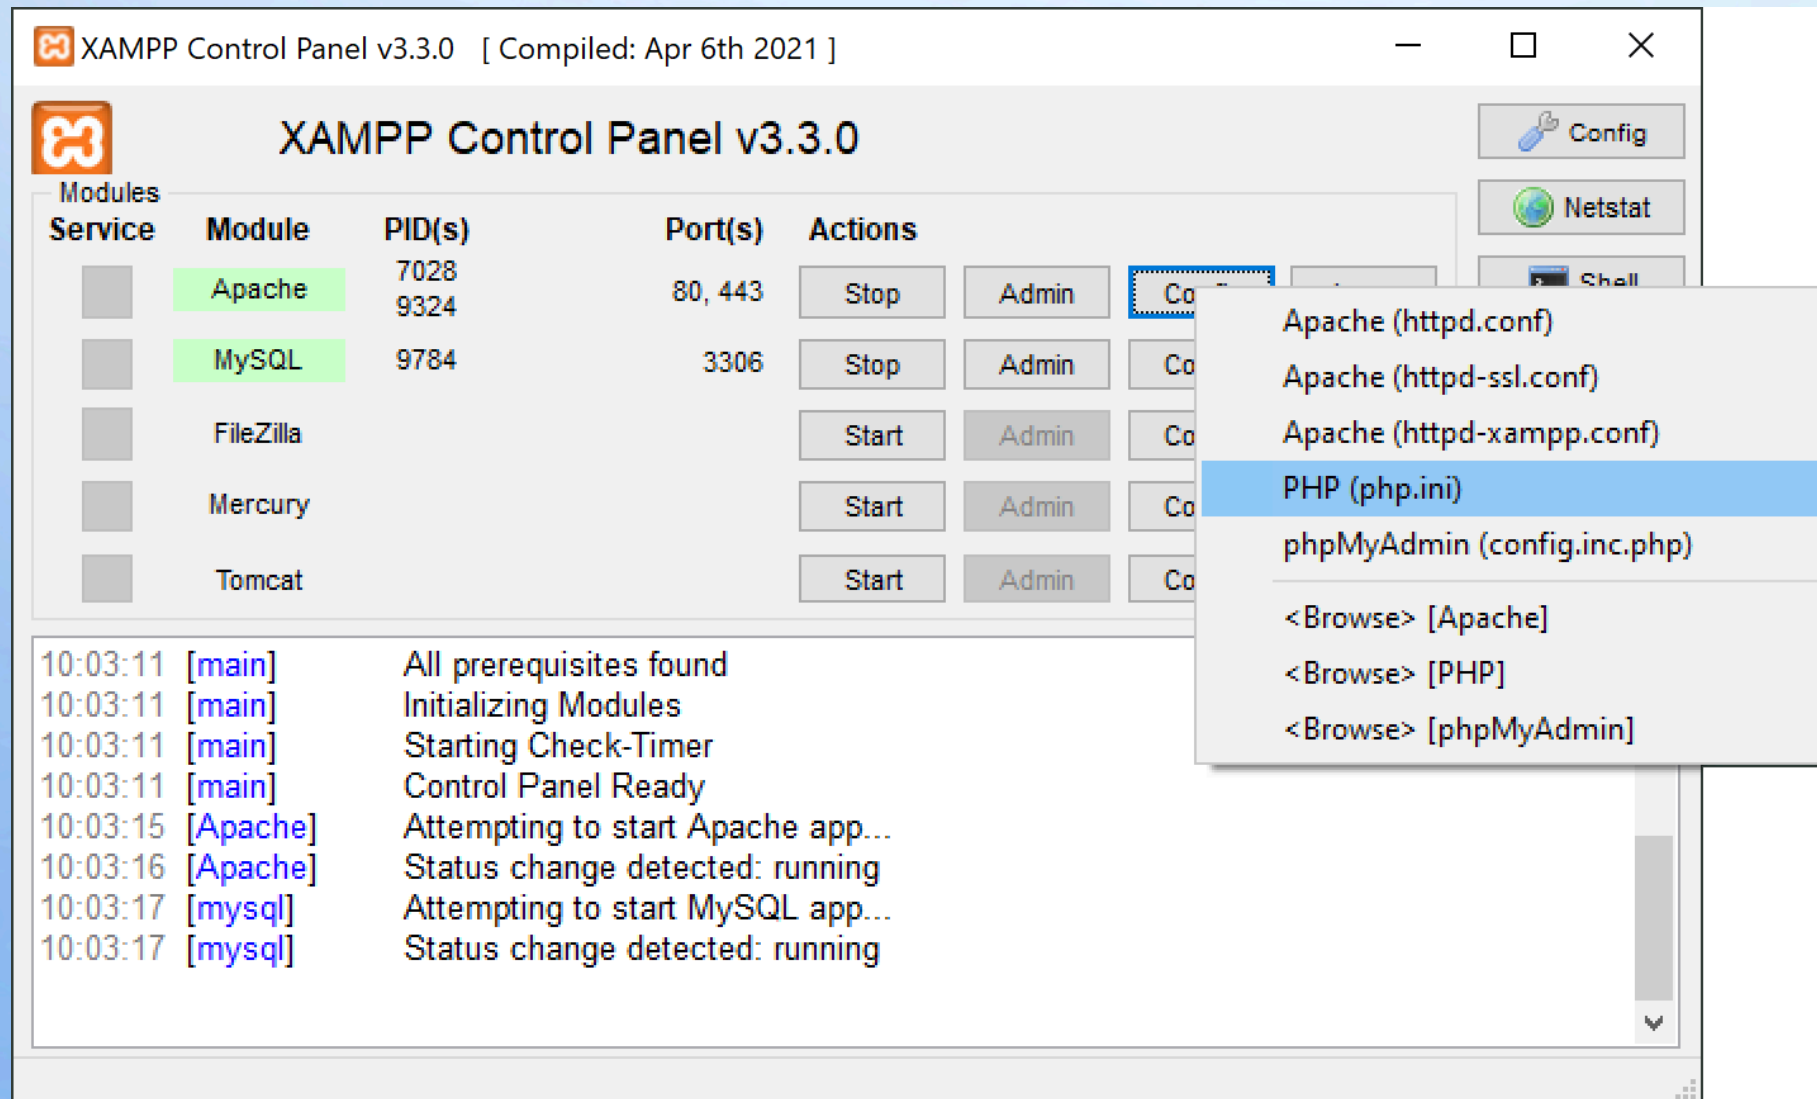 XAMPP Control Panel v3.3.0 [ Compiled: Apr 6th 2021 ]
XAMPP Control Panel v3.3.0
Config
Modules
Service Module PID(s) Port(s) Actions
Netstat
Apache 7028 9324 80, 443 Stop Admin
Shell
MySQL 9784 3306 Stop Admin Co
FileZilla Start Admin Co
Mercury Start Admin Co
Tomcat Start Admin Co
Apache (httpd.conf)
Apache (httpd-ssl.conf)
Apache (httpd-xampp.conf)
PHP (php.ini)
phpMyAdmin (config.inc.php)
<Browse> [Apache]
<Browse> [PHP]
<Browse> [phpMyAdmin]
10:03:11 [main] All prerequisites found
10:03:11 [main] Initializing Modules
10:03:11 [main] Starting Check-Timer
10:03:11 [main] Control Panel Ready
10:03:15 [Apache] Attempting to start Apache app...
10:03:16 [Apache] Status change detected: running
10:03:17 [mysql] Attempting to start MySQL app...
10:03:17 [mysql] Status change detected: running